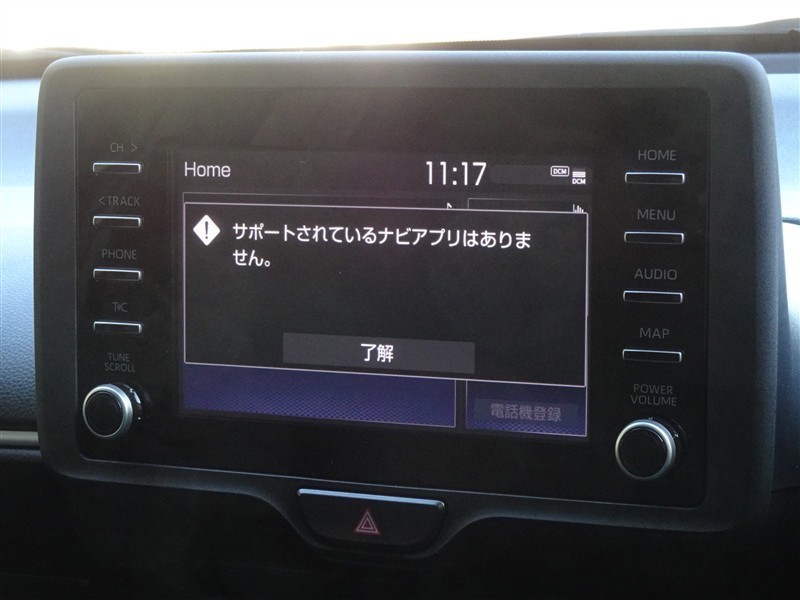 CH >
< TRACK
PHONE
T*C
TUNE
SCROLL
Home
11:17
DCM
DCM
サポートされているナビアプリはありま
せん。
了解
電話機登録
HOME
MENU
AUDIO
MAP
POWER
VOLUME